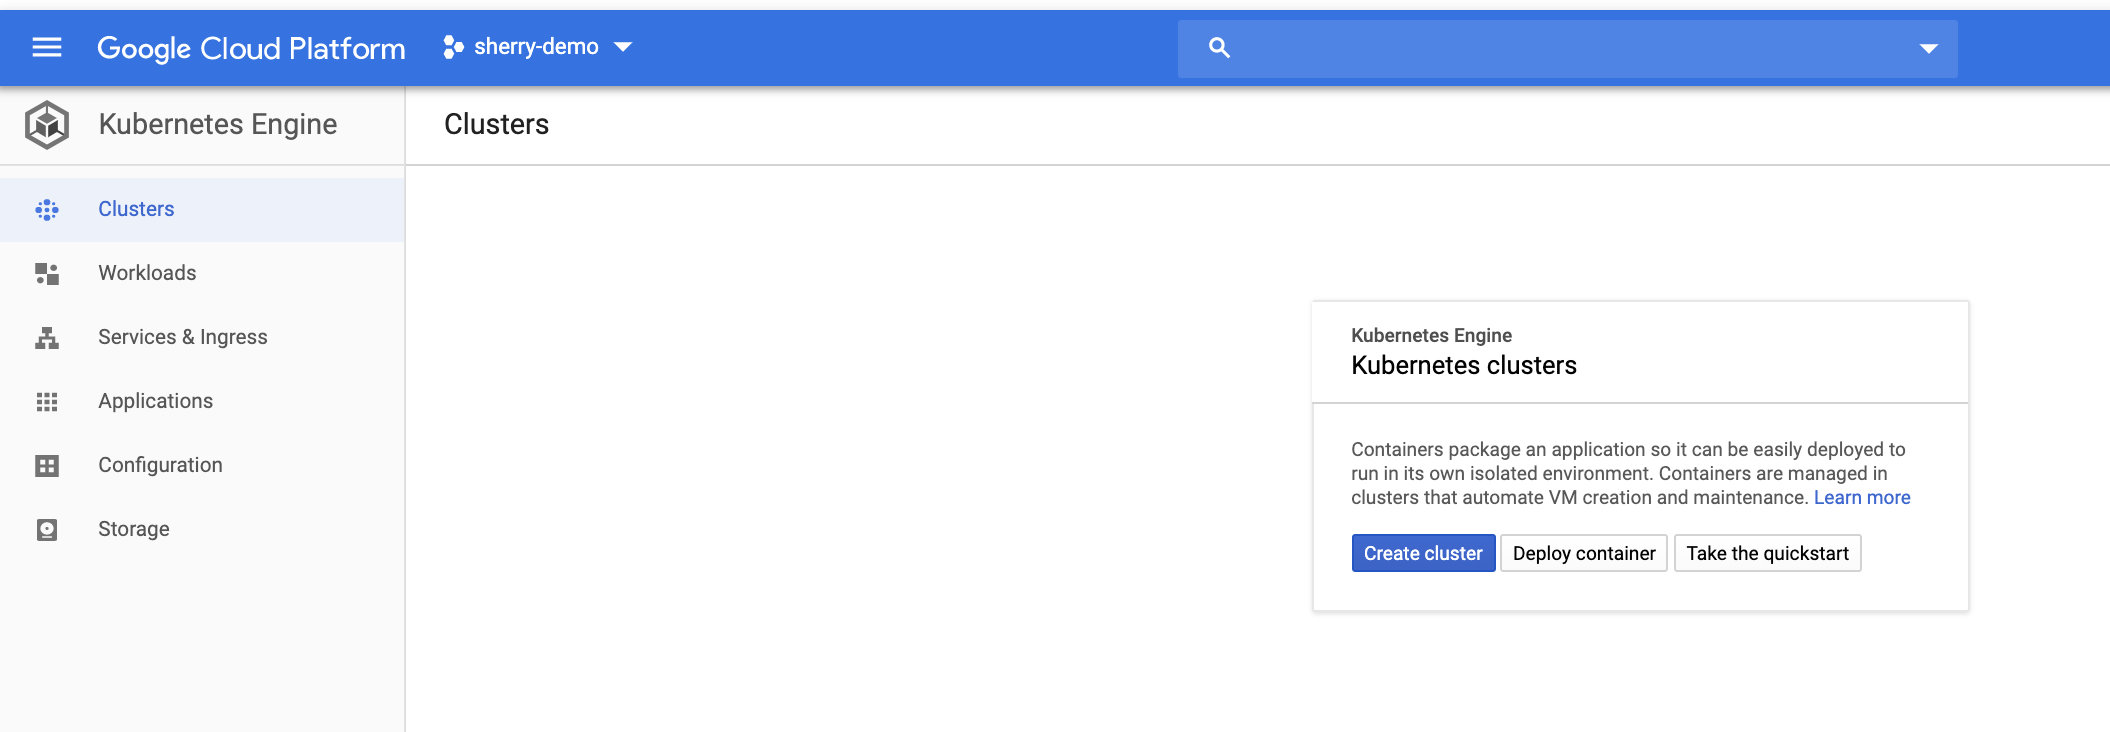 Google Cloud Platform
sherry-demo
Kubernetes Engine
Clusters
Clusters
Workloads
Services & Ingress
Applications
Configuration
Storage
Kubernetes Engine
Kubernetes clusters
Containers package an application so it can be easily deployed to
run in its own isolated environment. Containers are managed in
clusters that automate VM creation and maintenance. Learn more
Create cluster
Deploy container
Take the quickstart